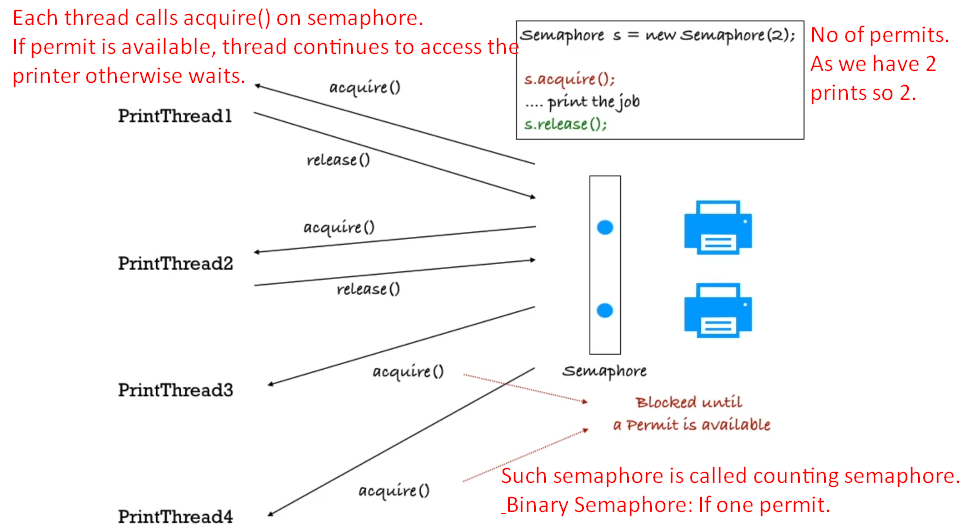 Each thread calls acquire() on semaphore.
If permit is available, thread continues to access the
printer otherwise waits.
Semaphore s = new Semaphore(2);
s.acquire();
.... print the job
s.release();
No of permits.
As we have 2
prints so 2.
acquire()
PrintThread1
release()
acquire()
PrintThread2
release()
acquire()
Semaphore
PrintThread3
Blocked until
a Permit is available
Such semaphore is called counting semaphore.
Binary Semaphore: If one permit.
acquire()
PrintThread4